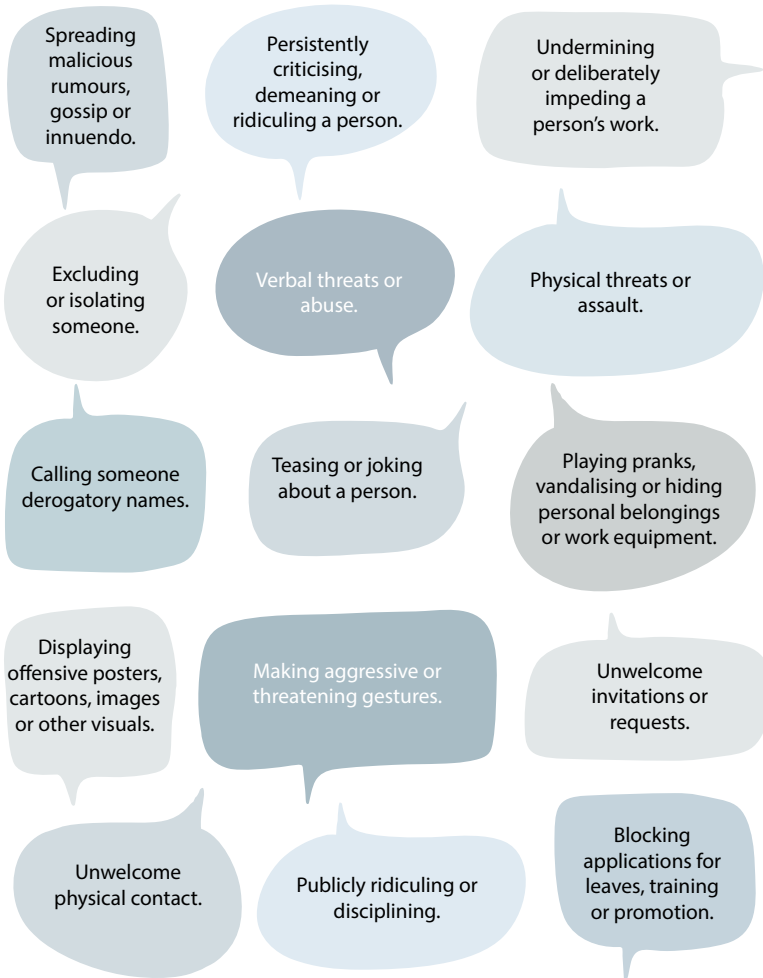 Spreading
malicious
rumours,
gossip or
innuendo.
Persistently
criticising,
demeaning or
ridiculing a person.
Undermining
or deliberately
impeding a
person’s work.
Excluding
or isolating
someone.
Verbal threats or
abuse.
Physical threats or
assault.
Calling someone
derogatory names.
Teasing or joking
about a person.
Playing pranks,
vandalising or hiding
personal belongings
or work equipment.
Displaying
offensive posters,
cartoons, images
or other visuals.
Making aggressive or
threatening gestures.
Unwelcome
invitations or
requests.
Unwelcome
physical contact.
Publicly ridiculing or
disciplining.
Blocking
applications for
leaves, training
or promotion.